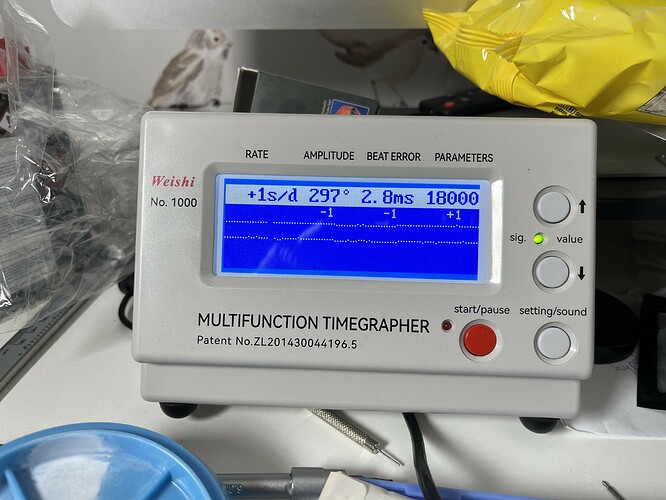 RATE AMPLITUDE BEAT ERROR PARAMETERS
Weishi
No. 1000
+1s/d 297° 2.8ms 18000
-1 -1 +1
sig. value
start/pause setting/sound
MULTIFUNCTION TIMEGRAPHER
Patent No.ZL201430044196.5